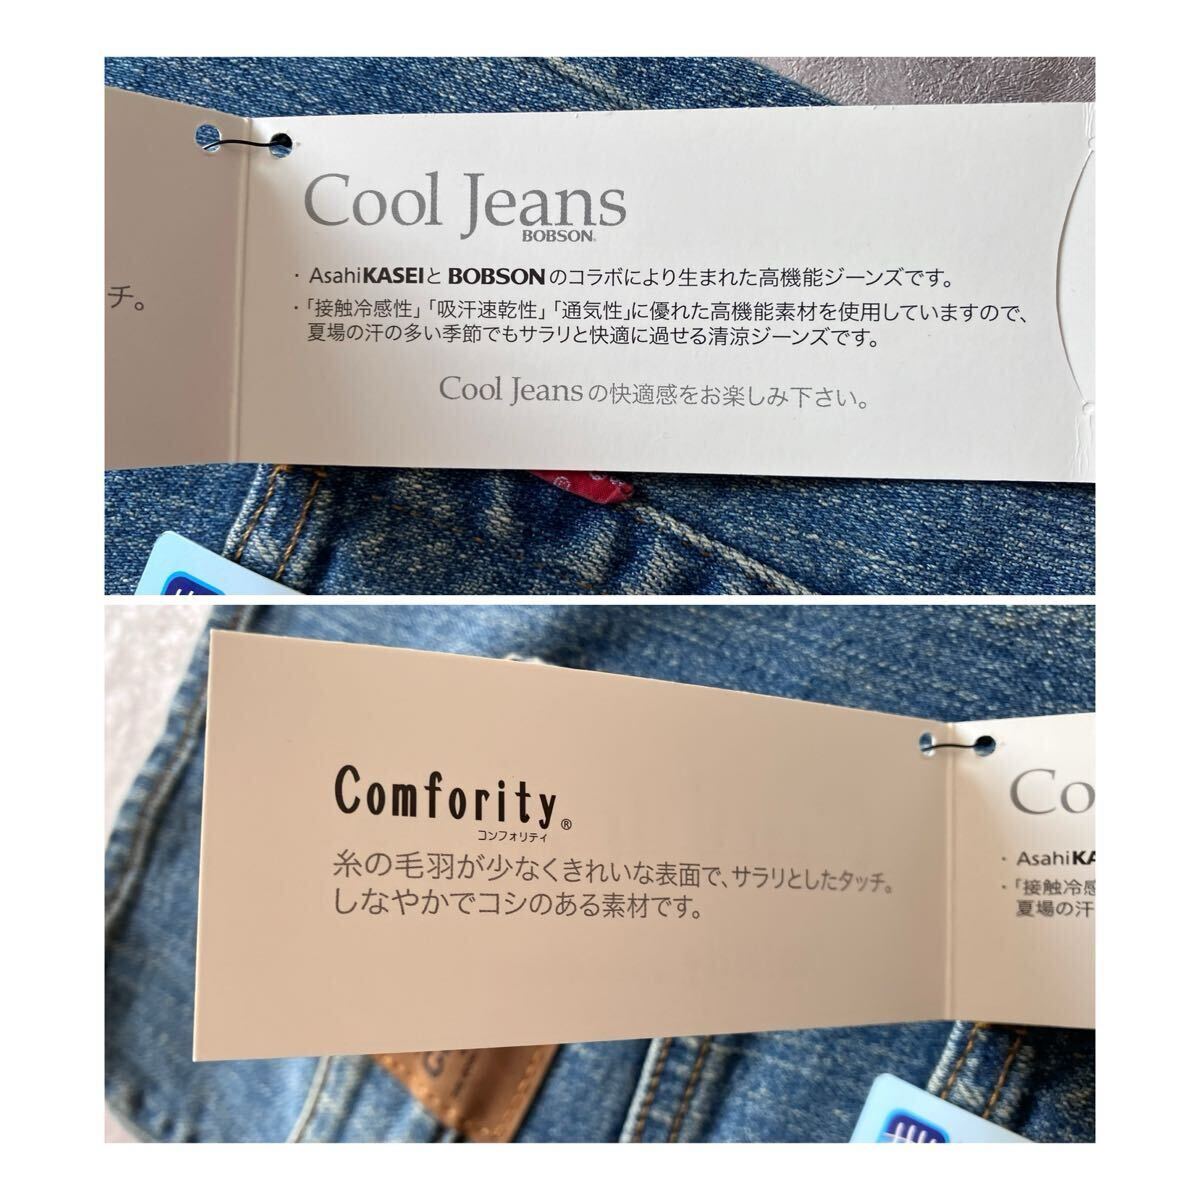 Cool Jeans
BOBSON
チ。
・AsahiKASEIと BOBSONのコラボにより生まれた高機能ジーンズです。
・「接触冷感性」「吸汗速乾性」「通気性」に優れた高機能素材を使用していますので、
夏場の汗の多い季節でもサラリと快適に過せる清涼ジーンズです。
Cool Jeansの快適感をお楽しみ下さい。
Comfority®
コンフォリテイ
糸の毛羽が少なくきれいな表面で、サラリとしたタッチ。
しなやかでコシのある素材です。
Co
・AsahiKA
・「接触冷感
夏場の汗